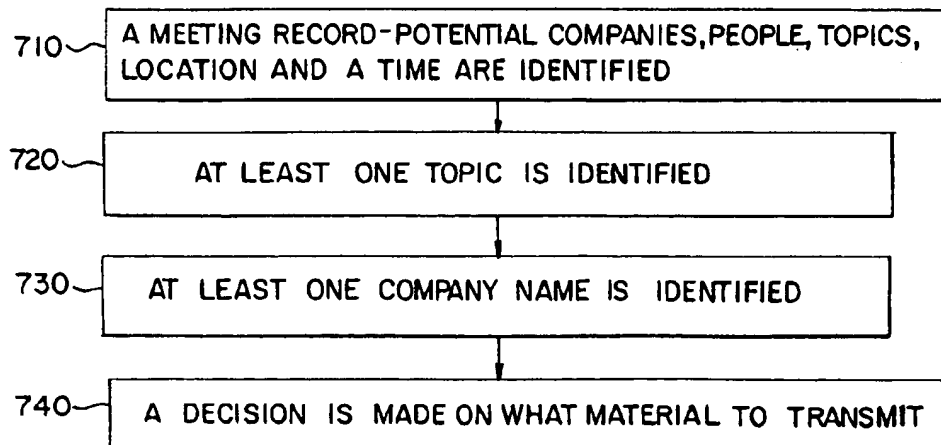 710
A MEETING RECORD-POTENTIAL COMPANIES, PEOPLE, TOPICS,
LOCATION AND A TIME ARE IDENTIFIED
720
AT LEAST ONE TOPIC IS IDENTIFIED
730
AT LEAST ONE COMPANY NAME IS IDENTIFIED
740
A DECISION IS MADE ON WHAT MATERIAL TO TRANSMIT